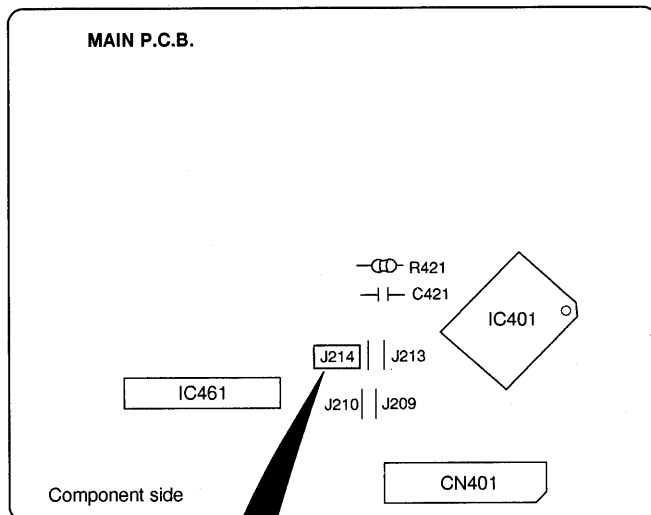 MAIN P.C.B.
R421
C421
IC401
J214 J213
IC461
J210 J209
CN401
Component side